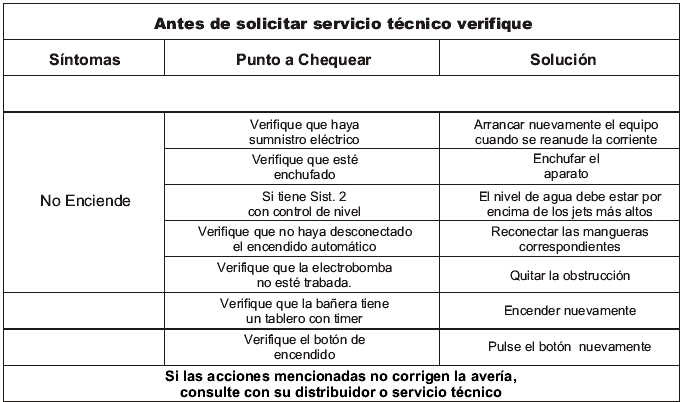 Antes de solicitar servicio técnico verifique
Síntomas
Punto a Chequear
Solución
No Enciende
Verifique que haya
sumnistro eléctrico
Arrancar nuevamente el equipo
cuando se reanude la corriente
Verifique que esté
enchufado
Enchufar el
aparato
Si tiene Sist. 2
con control de nivel
El nivel de agua debe estar por
encima de los jets más altos
Verifique que no haya desconectado
el encendido automático
Reconectar las mangueras
correspondientes
Verifique que la electrobomba
no esté trabada.
Quitar la obstrucción
Verifique que la bañera tiene
un tablero con timer
Encender nuevamente
Verifique el botón de
encendido
Pulse el botón nuevamente
Si las acciones mencionadas no corrigen la avería,
consulte con su distribuidor o servicio técnico